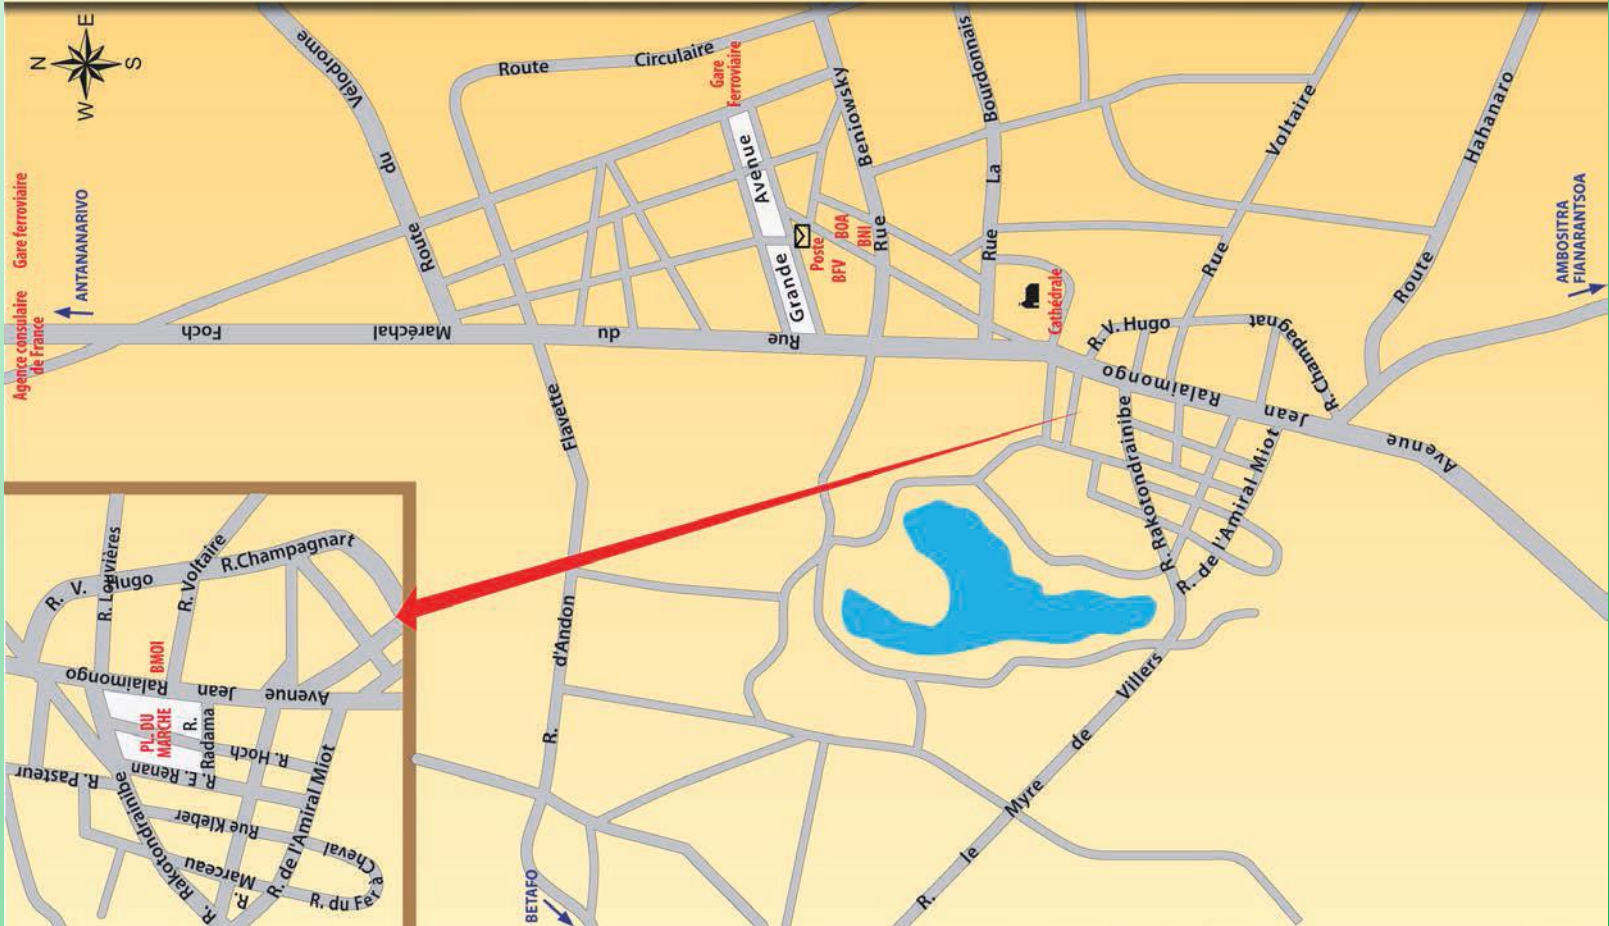 E
N
S
W
Gare ferroviaire
ANTANANARIVO
Agence consulaire
de France
Route du Vélodrome
Route Circulaire
Gare
Ferroviaire
Grande Avenue
Poste
BFV
BOA
BNI
Rue Beniowsky
Rue La Bourdonnais
Cathédrale
Rue Voltaire
Route Hahanaro
AMBOSITRA
FIANARANTSOA
Rue du Maréchal Foch
R. V. Hugo
R. Champagnat
Avenue Jean Ralaimongo
R. Rakotondrainibe
R. de l'Amiral Miot
R. d'Andon Flavette
R. le Myre de Villers
BETAFO
R. V. Hugo
R. Louvières
R. Voltaire
R.Champagnart
BMOI
Avenue Jean Ralaimongo
PL. DU
MARCHE
R.
Radama
R. Hoch
R. E. Renan
R. Pasteur
R. Rakotondrainibe
Rue Kleber
R. Marceau
R. de l'Amiral Miot
R. du Fer à Cheval